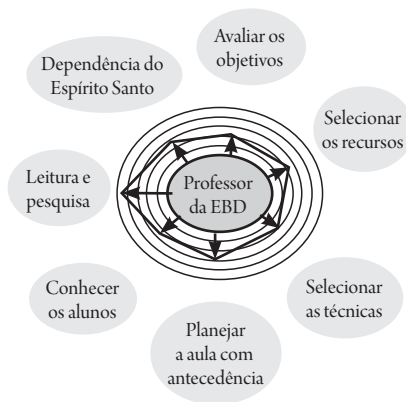 Avaliar os
objetivos
Dependência do
Espírito Santo
Selecionar
os recursos
Leitura e
pesquisa
Professor
da EBD
Conhecer
os alunos
Selecionar
as técnicas
Planejar
a aula com
antecedência